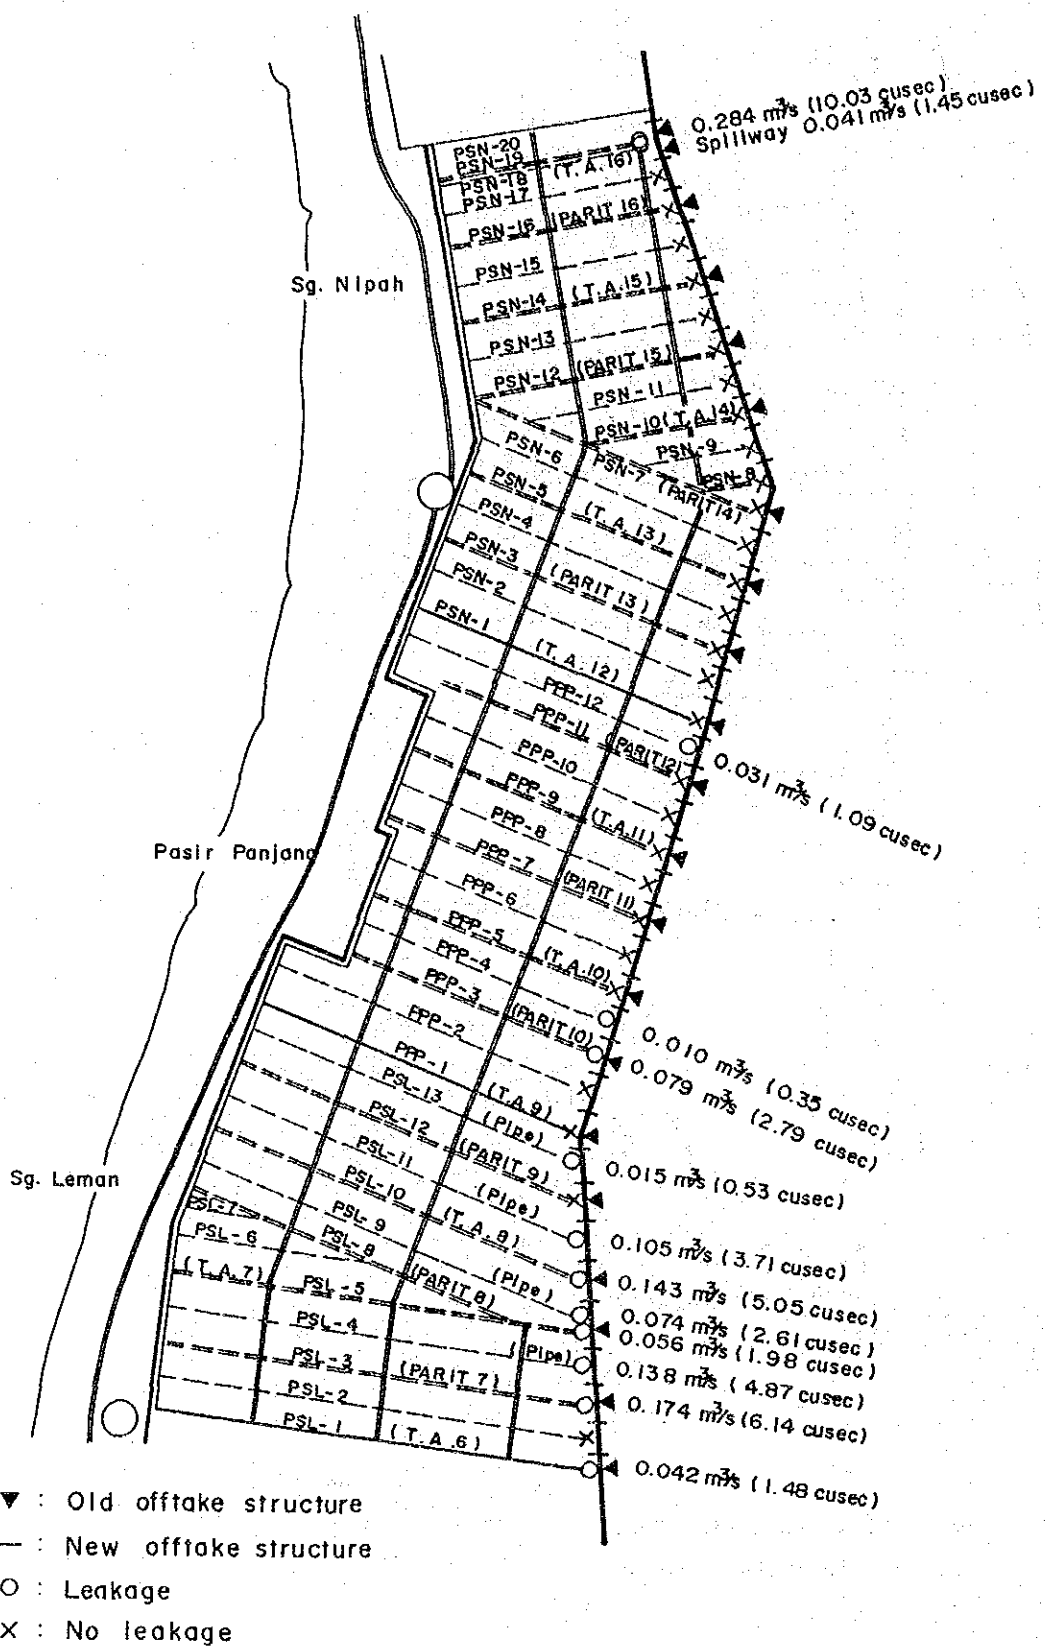 0.284 m³/s (10.03 cusec)
Spillway 0.041 m³/s (1.45 cusec)
PSN-20
PSN-19
(T. A. 16)
PSN-18
PSN-17
PSN-16 (PARIT 16)
PSN-15
Sg. Nipah
PSN-14 (T. A. 15)
PSN-13
PSN-12 (PARIT 15)
PSN-11
PSN-10 (T. A. 14)
PSN-9
PSN-8
PSN-7 (PARIT 14)
PSN-6
PSN-5 (T. A. 13)
PSN-4
PSN-3 (PARIT 13)
PSN-2
PSN-1 (T. A. 12)
PPP-12
PPP-11 (PARIT 12)
0.031 m³/s (1.09 cusec)
PPP-10
PPP-9 (T.A.11)
PPP-8
Pasir Panjang
PPP-7 (PARIT 11)
PPP-6
PPP-5 (T. A. 10)
PPP-4
PPP-3 (PARIT 10)
0.010 m³/s (0.35 cusec)
0.079 m³/s (2.79 cusec)
PPP-2
PPP-1 (T.A.9)
PSL-13 (Pipe)
0.015 m³/s (0.53 cusec)
PSL-12 (PARIT 9)
PSL-11 (Pipe)
0.105 m³/s (3.71 cusec)
Sg. Leman
PSL-10 (T. A. 8)
0.143 m³/s (5.05 cusec)
PSL-9 (Pipe)
0.074 m³/s (2.61 cusec)
PSL-8 (PARIT 8)
PSL-7
0.056 m³/s (1.98 cusec)
PSL-6
(T. A. 7) PSL-5
PSL-4 (Pipe)
0.138 m³/s (4.87 cusec)
PSL-3 (PARIT 7)
0.174 m³/s (6.14 cusec)
PSL-2
PSL-1 (T. A. 6)
0.042 m³/s (1.48 cusec)
▼ : Old offtake structure
— : New offtake structure
O : Leakage
X : No leakage